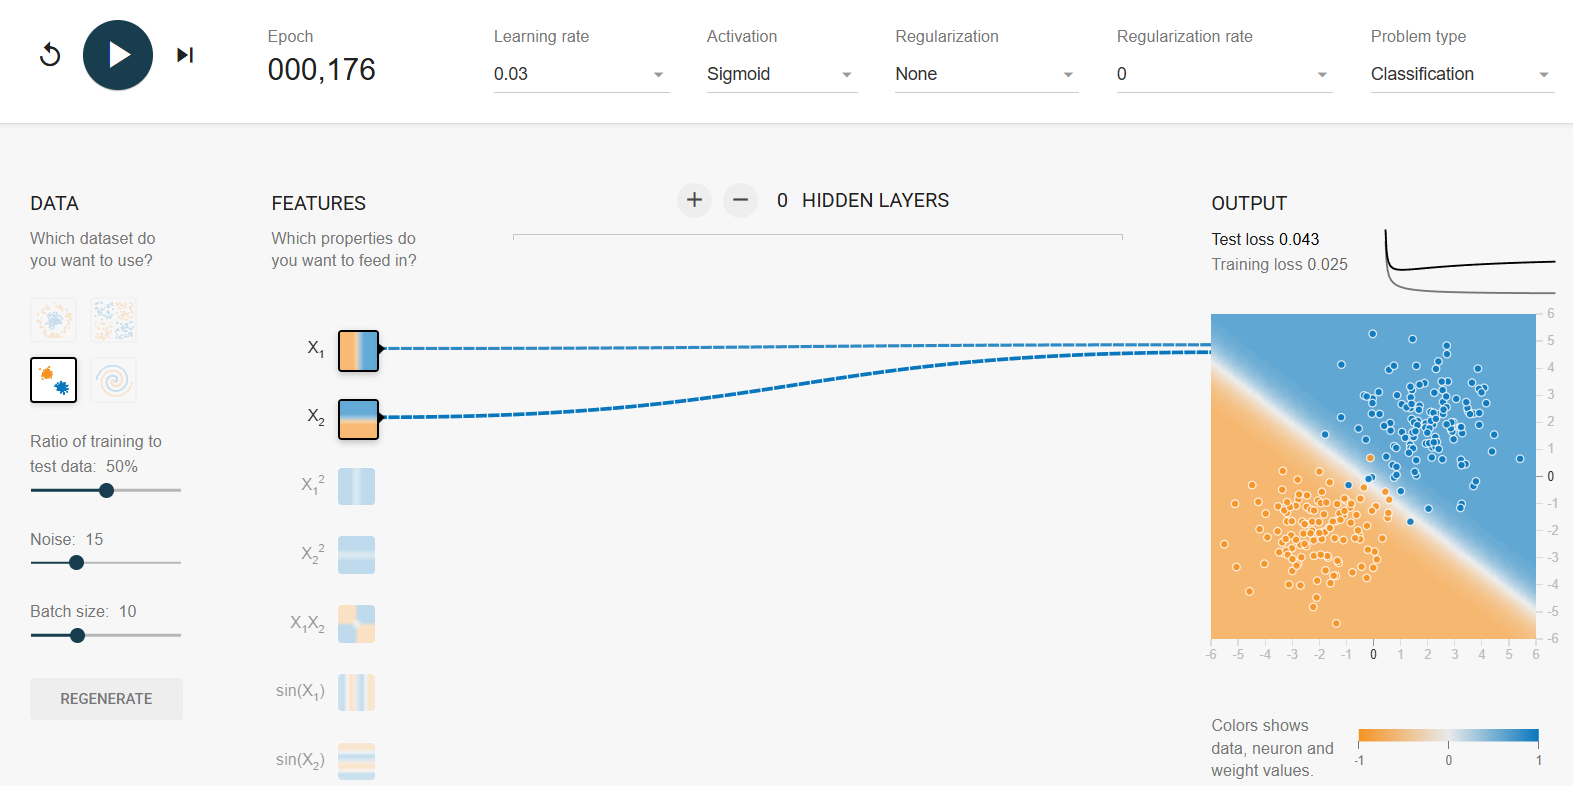 Epoch
000,176
Learning rate
0.03
Activation
Sigmoid
Regularization
None
Regularization rate
0
Problem type
Classification
DATA
Which dataset do
you want to use?
Ratio of training to
test data: 50%
Noise: 15
Batch size: 10
REGENERATE
FEATURES
Which properties do
you want to feed in?
X₁
X₂
X₁²
X₂²
X₁X₂
sin(X₁)
sin(X₂)
0 HIDDEN LAYERS
OUTPUT
Test loss 0.043
Training loss 0.025
6
5
4
3
2
1
0
-1
-2
-3
-4
-5
-6
-6 -5 -4 -3 -2 -1 0 1 2 3 4 5 6
Colors shows
data, neuron and
weight values.
-1 0 1